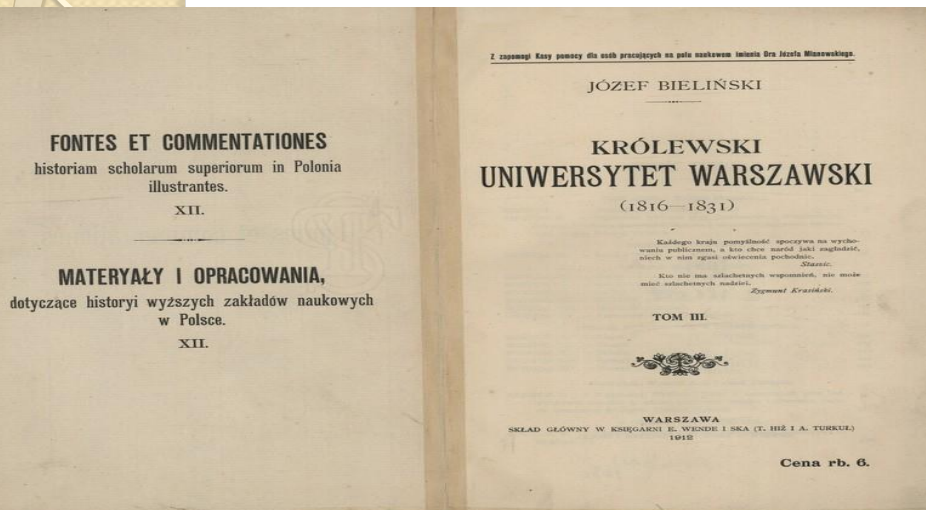 FONTES ET COMMENTATIONES
historiam scholarum superiorum in Polonia
illustrantes.
XII.
MATERYAŁY I OPRACOWANIA,
dotyczące historyi wyższych zakładów naukowych
w Polsce.
XII.
Z zapomogi Kasy pomocy dla osób pracujących na polu naukowem imienia Dra Józefa Mianowskiego.
JÓZEF BIELIŃSKI
KRÓLEWSKI
UNIWERSYTET WARSZAWSKI
(1816—1831)
Każdego kraju pomyślność spoczywa na wycho-
waniu publicznem, a kto chce naród jaki zagładzić,
niech w nim zgasi oświecenia pochodnie.
Staszic.
Kto nie ma szlachetnych wspomnień, nie może
mieć szlachetnych nadziei.
Zygmunt Krasiński.
TOM III.
WARSZAWA
SKŁAD GŁÓWNY W KSIĘGARNI E. WENDE I SKA (T. HIŻ I A. TURKUŁ)
1912
Cena rb. 6.